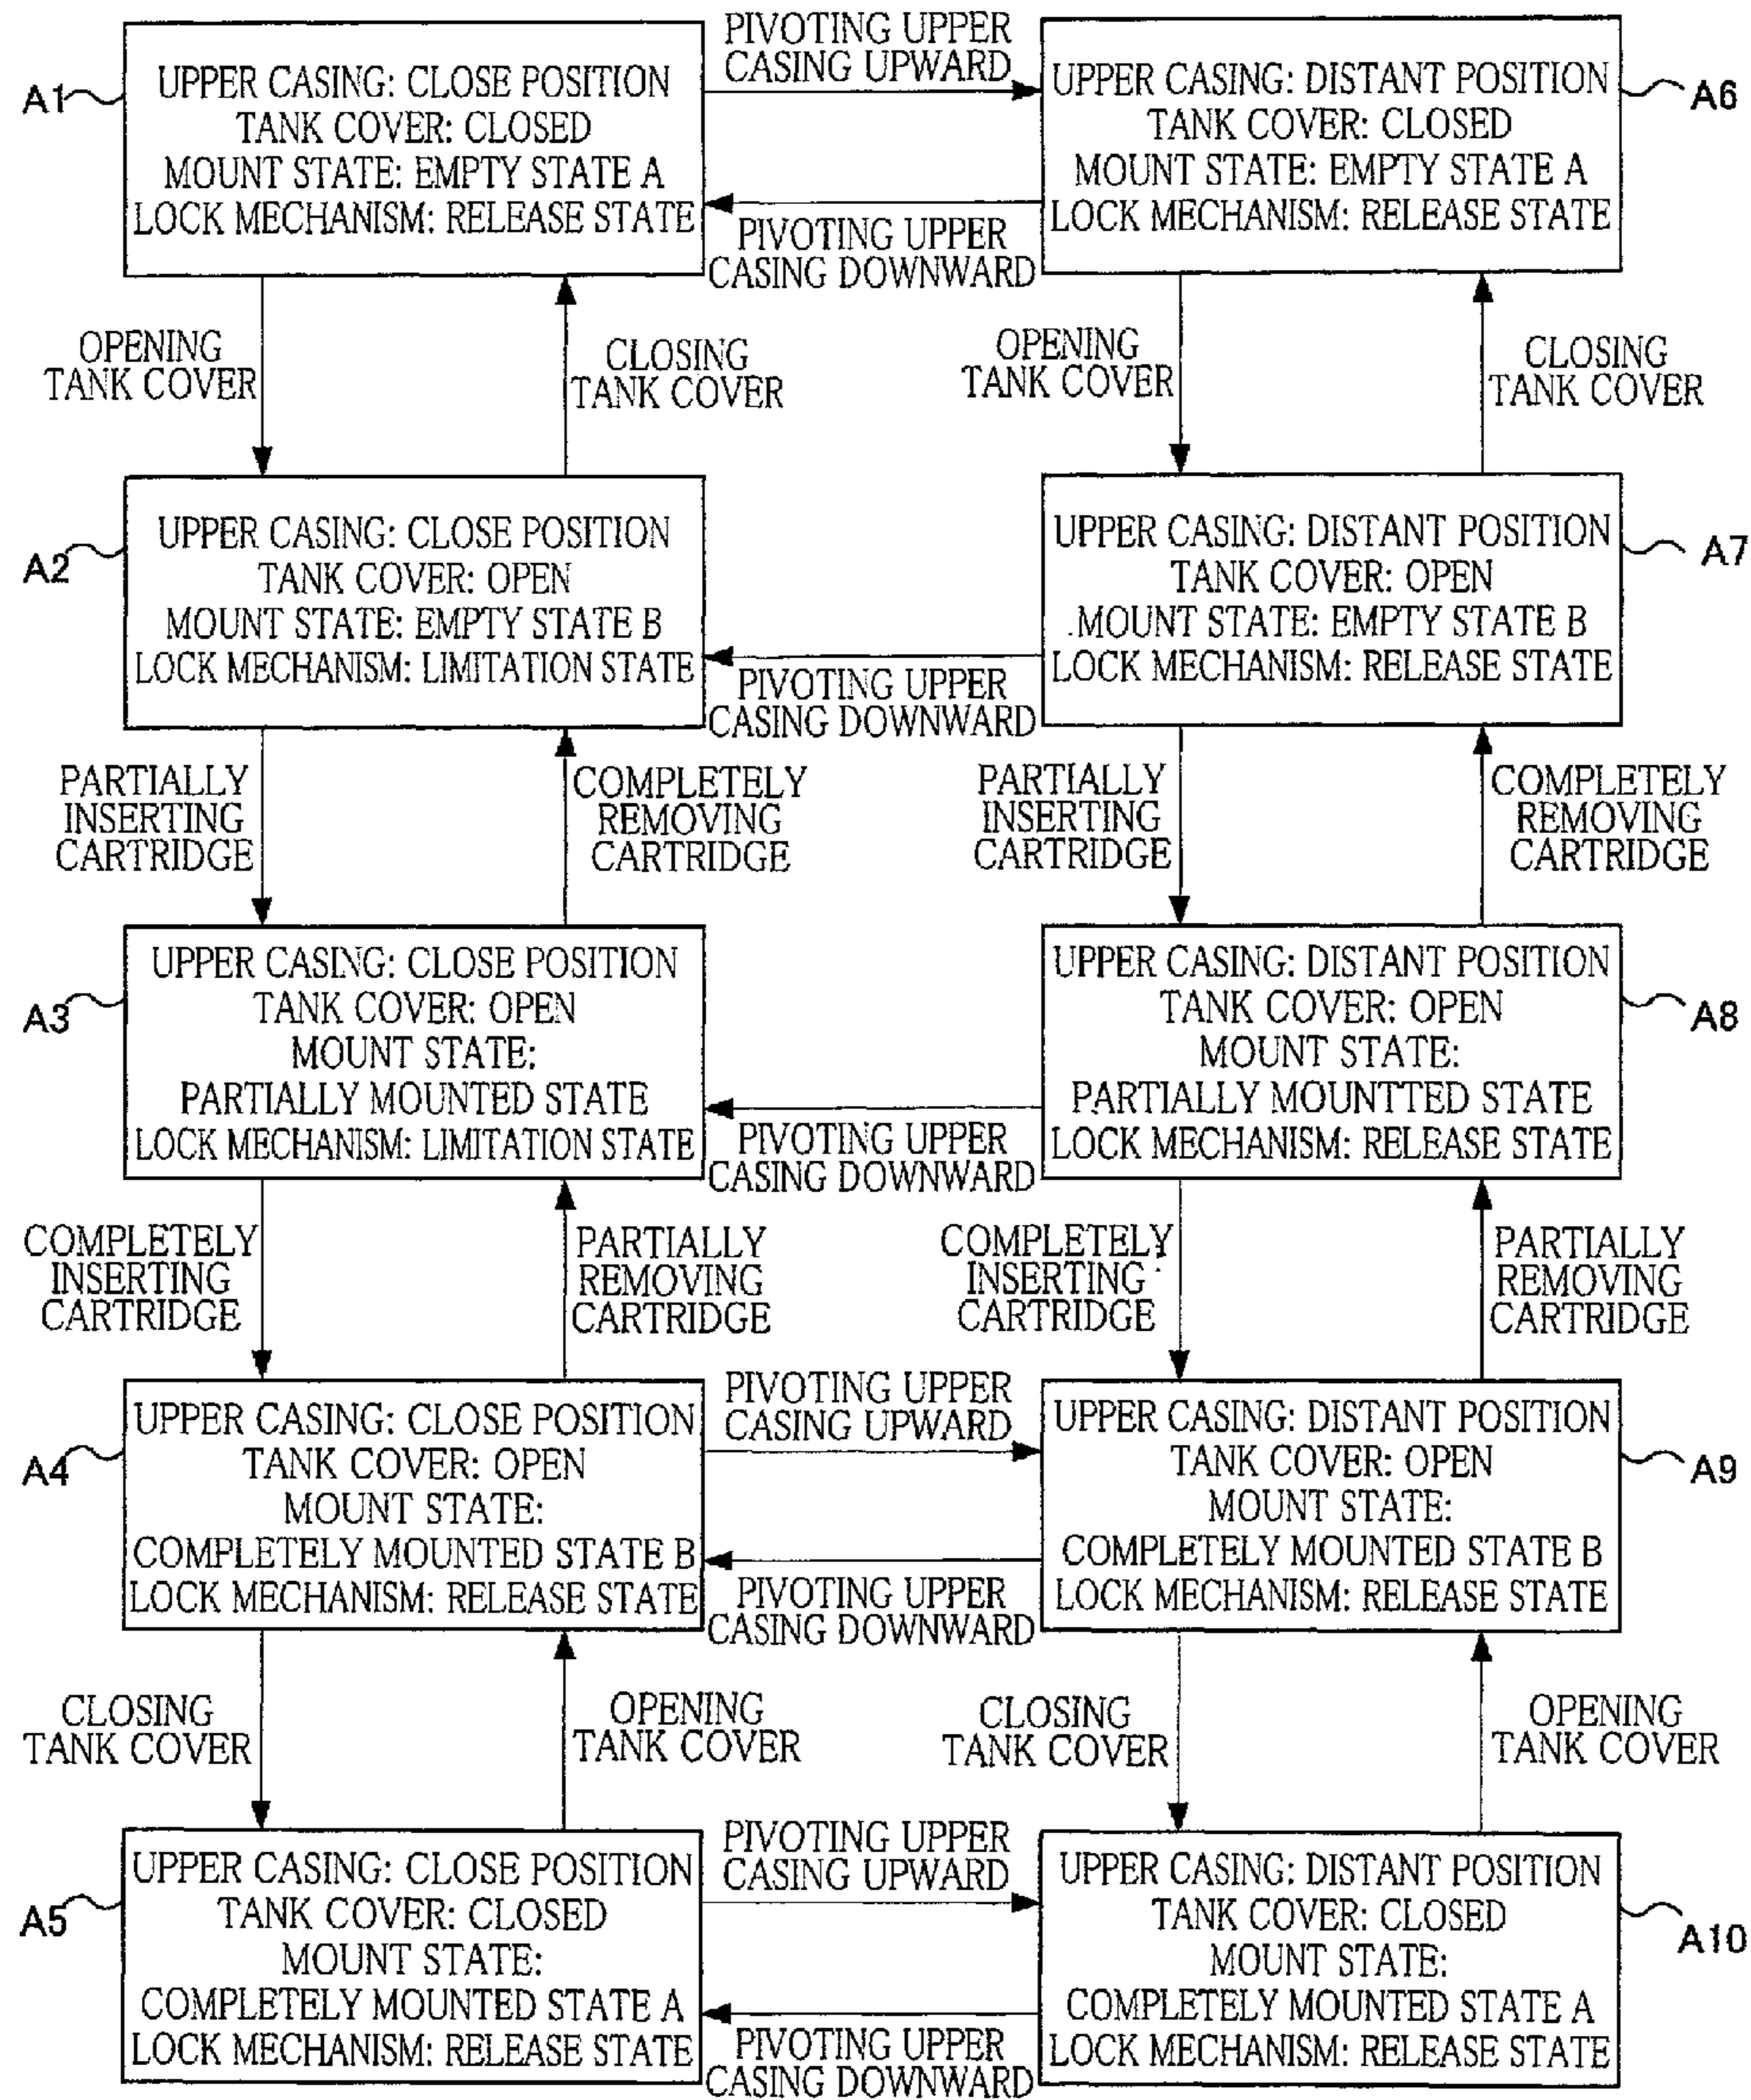 A1
UPPER CASING: CLOSE POSITION
TANK COVER: CLOSED
MOUNT STATE: EMPTY STATE A
LOCK MECHANISM: RELEASE STATE
PIVOTING UPPER
CASING UPWARD
PIVOTING UPPER
CASING DOWNWARD
UPPER CASING: DISTANT POSITION
TANK COVER: CLOSED
MOUNT STATE: EMPTY STATE A
LOCK MECHANISM: RELEASE STATE
A6
OPENING
TANK COVER
CLOSING
TANK COVER
OPENING
TANK COVER
CLOSING
TANK COVER
A2
UPPER CASING: CLOSE POSITION
TANK COVER: OPEN
MOUNT STATE: EMPTY STATE B
LOCK MECHANISM: LIMITATION STATE
PIVOTING UPPER
CASING DOWNWARD
UPPER CASING: DISTANT POSITION
TANK COVER: OPEN
MOUNT STATE: EMPTY STATE B
LOCK MECHANISM: RELEASE STATE
A7
PARTIALLY
INSERTING
CARTRIDGE
COMPLETELY
REMOVING
CARTRIDGE
PARTIALLY
INSERTING
CARTRIDGE
COMPLETELY
REMOVING
CARTRIDGE
A3
UPPER CASING: CLOSE POSITION
TANK COVER: OPEN
MOUNT STATE:
PARTIALLY MOUNTED STATE
LOCK MECHANISM: LIMITATION STATE
PIVOTING UPPER
CASING DOWNWARD
UPPER CASING: DISTANT POSITION
TANK COVER: OPEN
MOUNT STATE:
PARTIALLY MOUNTTED STATE
LOCK MECHANISM: RELEASE STATE
A8
COMPLETELY
INSERTING
CARTRIDGE
PARTIALLY
REMOVING
CARTRIDGE
COMPLETELY
INSERTING
CARTRIDGE
PARTIALLY
REMOVING
CARTRIDGE
A4
UPPER CASING: CLOSE POSITION
TANK COVER: OPEN
MOUNT STATE:
COMPLETELY MOUNTED STATE B
LOCK MECHANISM: RELEASE STATE
PIVOTING UPPER
CASING UPWARD
PIVOTING UPPER
CASING DOWNWARD
UPPER CASING: DISTANT POSITION
TANK COVER: OPEN
MOUNT STATE:
COMPLETELY MOUNTED STATE B
LOCK MECHANISM: RELEASE STATE
A9
CLOSING
TANK COVER
OPENING
TANK COVER
CLOSING
TANK COVER
OPENING
TANK COVER
A5
UPPER CASING: CLOSE POSITION
TANK COVER: CLOSED
MOUNT STATE:
COMPLETELY MOUNTED STATE A
LOCK MECHANISM: RELEASE STATE
PIVOTING UPPER
CASING UPWARD
PIVOTING UPPER
CASING DOWNWARD
UPPER CASING: DISTANT POSITION
TANK COVER: CLOSED
MOUNT STATE:
COMPLETELY MOUNTED STATE A
LOCK MECHANISM: RELEASE STATE
A10